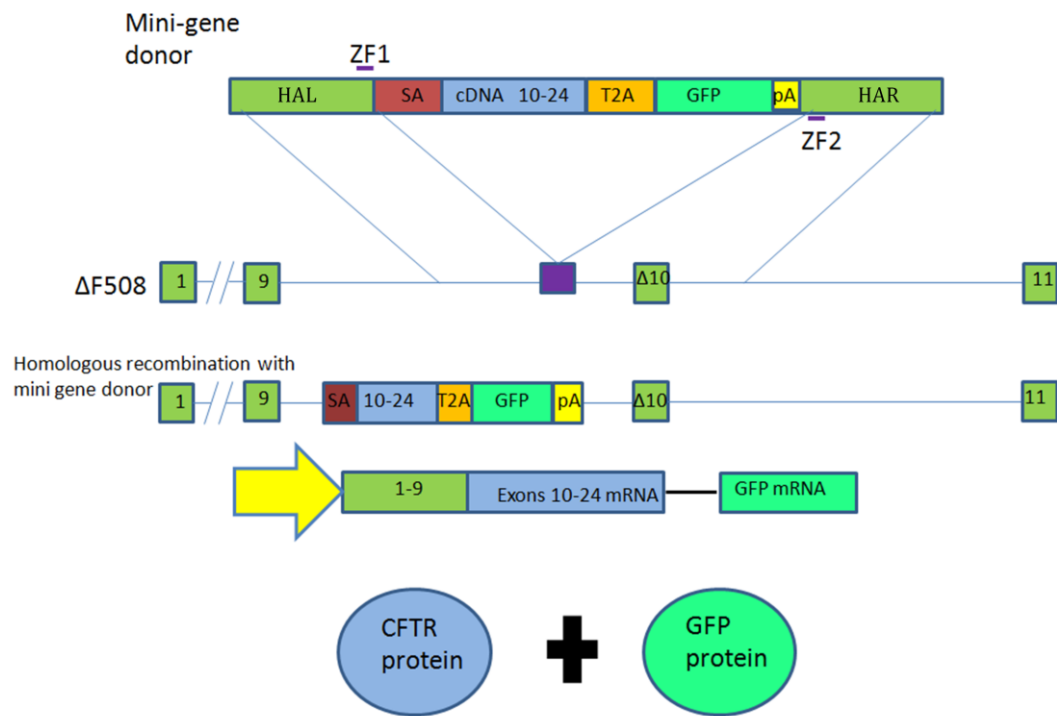 Mini-gene
donor
ZF1
HAL SA cDNA 10-24 T2A GFP pA HAR
ZF2
ΔF508 1 9 Δ10 11
Homologous recombination with
mini gene donor
1 9 SA 10-24 T2A GFP pA Δ10 11
1-9 Exons 10-24 mRNA GFP mRNA
CFTR
protein
GFP
protein